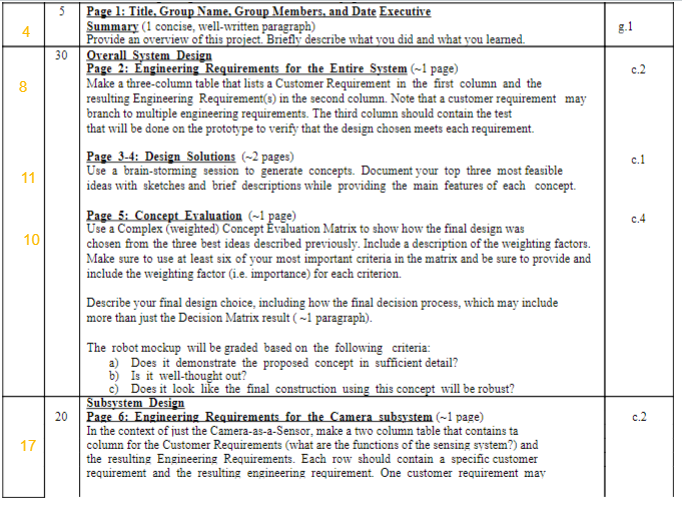 4 5 Page 1: Title, Group Name, Group Members, and Date Executive
Summary (1 concise, well-written paragraph) g.1
Provide an overview of this project. Briefly describe what you did and what you learned.
30 Overall System Design
Page 2: Engineering Requirements for the Entire System (~1 page) c.2
8 Make a three-column table that lists a Customer Requirement in the first column and the
resulting Engineering Requirement(s) in the second column. Note that a customer requirement may
branch to multiple engineering requirements. The third column should contain the test
that will be done on the prototype to verify that the design chosen meets each requirement.
Page 3-4: Design Solutions (~2 pages) c.1
11 Use a brain-storming session to generate concepts. Document your top three most feasible
ideas with sketches and brief descriptions while providing the main features of each concept.
Page 5: Concept Evaluation (~1 page) c.4
Use a Complex (weighted) Concept Evaluation Matrix to show how the final design was
10 chosen from the three best ideas described previously. Include a description of the weighting factors.
Make sure to use at least six of your most important criteria in the matrix and be sure to provide and
include the weighting factor (i.e. importance) for each criterion.
Describe your final design choice, including how the final decision process, which may include
more than just the Decision Matrix result (~1 paragraph).
The robot mockup will be graded based on the following criteria:
a) Does it demonstrate the proposed concept in sufficient detail?
b) Is it well-thought out?
c) Does it look like the final construction using this concept will be robust?
Subsystem Design
20 Page 6: Engineering Requirements for the Camera subsystem (~1 page) c.2
In the context of just the Camera-as-a-Sensor, make a two column table that contains ta
17 column for the Customer Requirements (what are the functions of the sensing system?) and
the resulting Engineering Requirements. Each row should contain a specific customer
requirement and the resulting engineering requirement. One customer requirement may